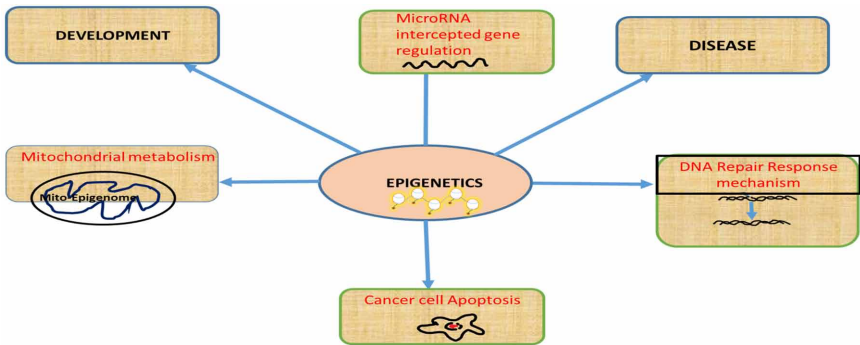 DEVELOPMENT
MicroRNA
intercepted gene
regulation
DISEASE
Mitochondrial metabolism
Mito-Epigenome
EPIGENETICS
DNA Repair Response
mechanism
Cancer cell Apoptosis